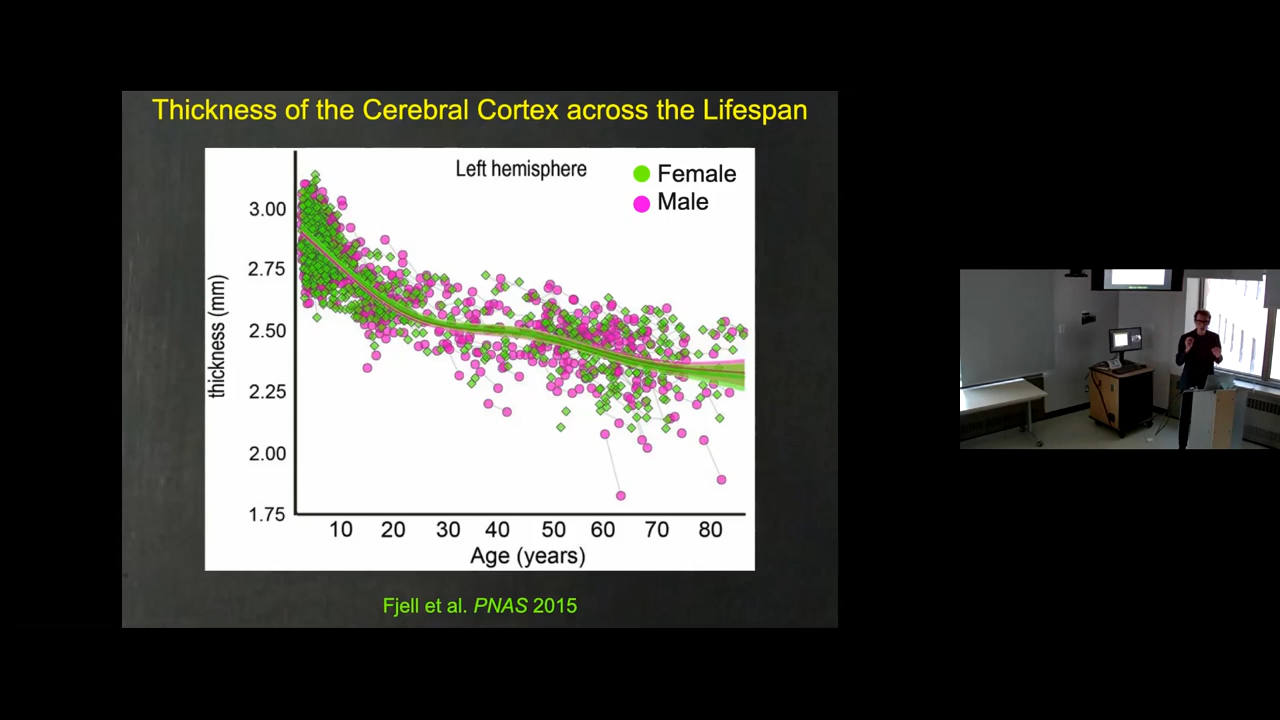 Thickness of the Cerebral Cortex across the Lifespan
Left hemisphere
Female
Male
3.00
2.75
2.50
2.25
2.00
1.75
thickness (mm)
10 20 30 40 50 60 70 80
Age (years)
Fjell et al. PNAS 2015